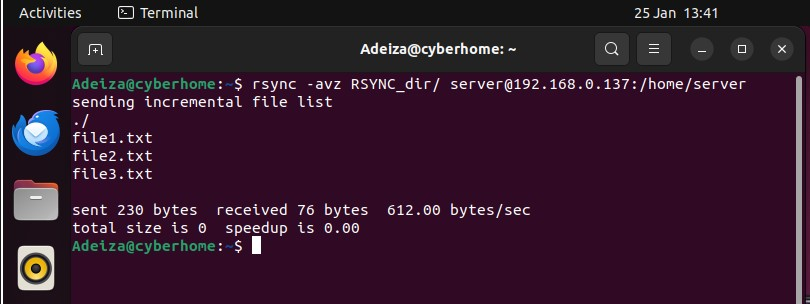 Activities Terminal 25 Jan 13:41
Adeiza@cyberhome: ~
Adeiza@cyberhome:~$ rsync -avz RSYNC_dir/ server@192.168.0.137:/home/server
sending incremental file list
./
file1.txt
file2.txt
file3.txt
sent 230 bytes  received 76 bytes  612.00 bytes/sec
total size is 0  speedup is 0.00
Adeiza@cyberhome:~$